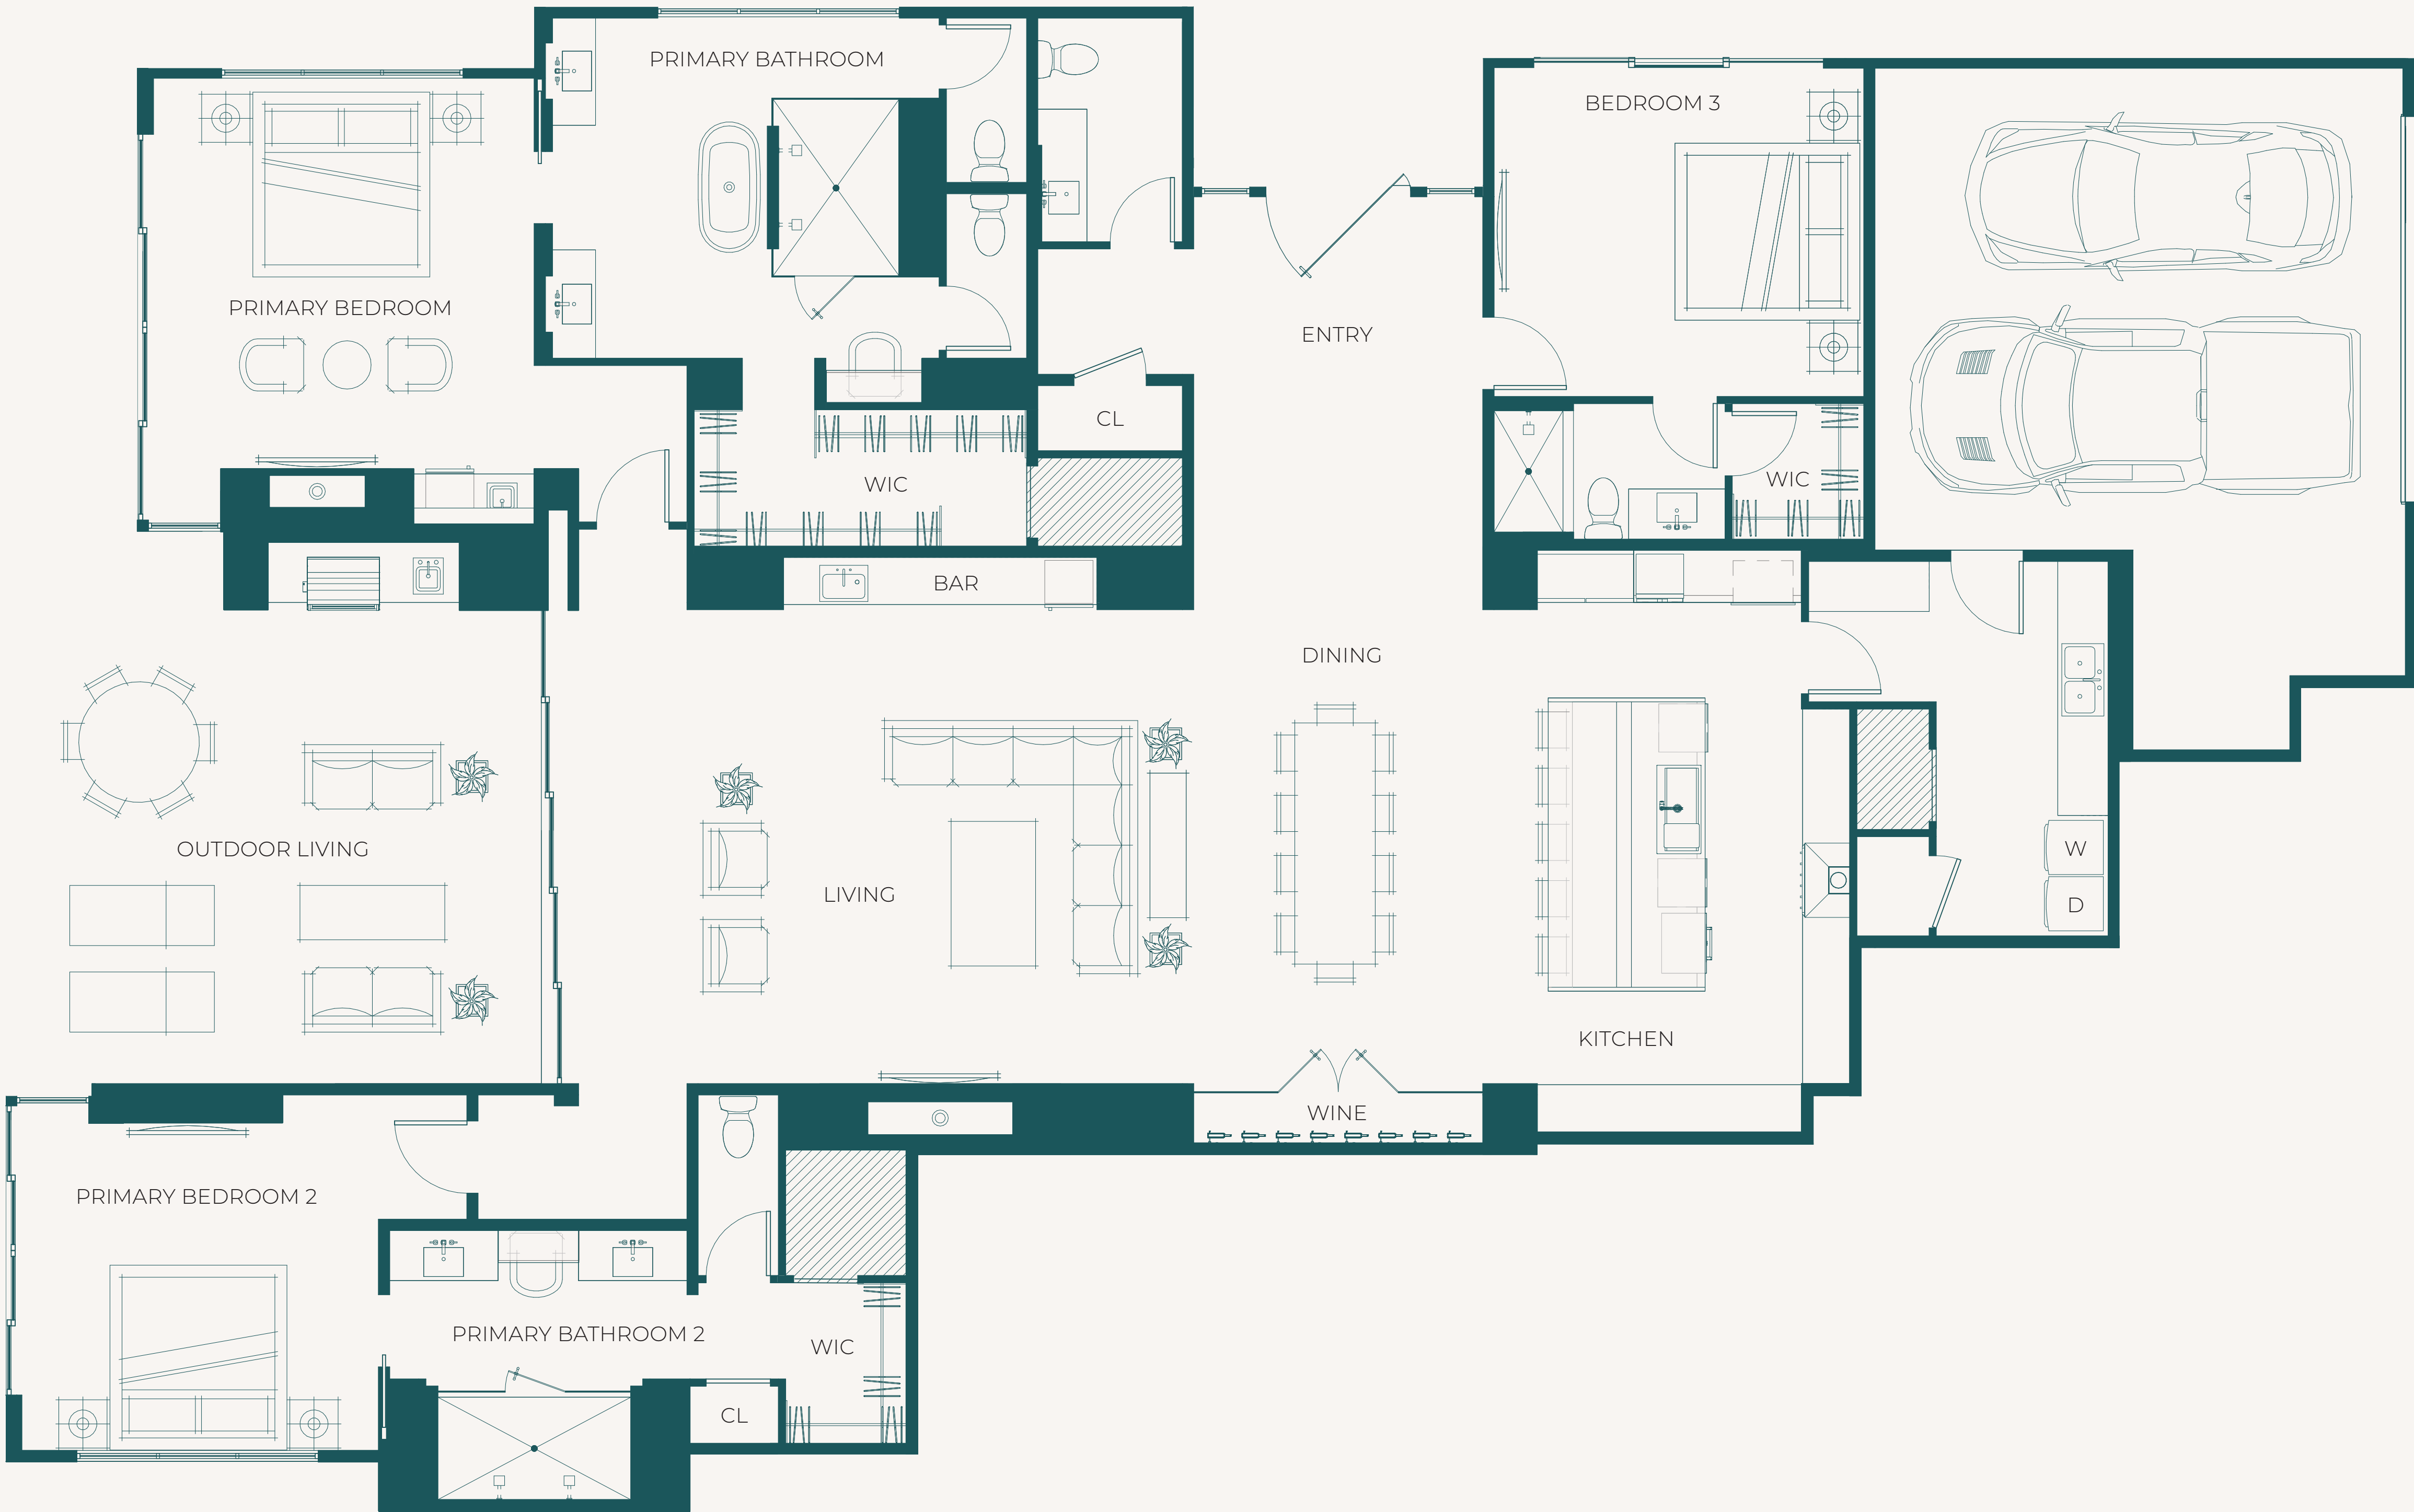 PRIMARY BATHROOM
BEDROOM 3
PRIMARY BEDROOM
ENTRY
CL
WIC
WIC
BAR
DINING
OUTDOOR LIVING
W
LIVING
D
KITCHEN
WINE
PRIMARY BEDROOM 2
PRIMARY BATHROOM 2
WIC
CL